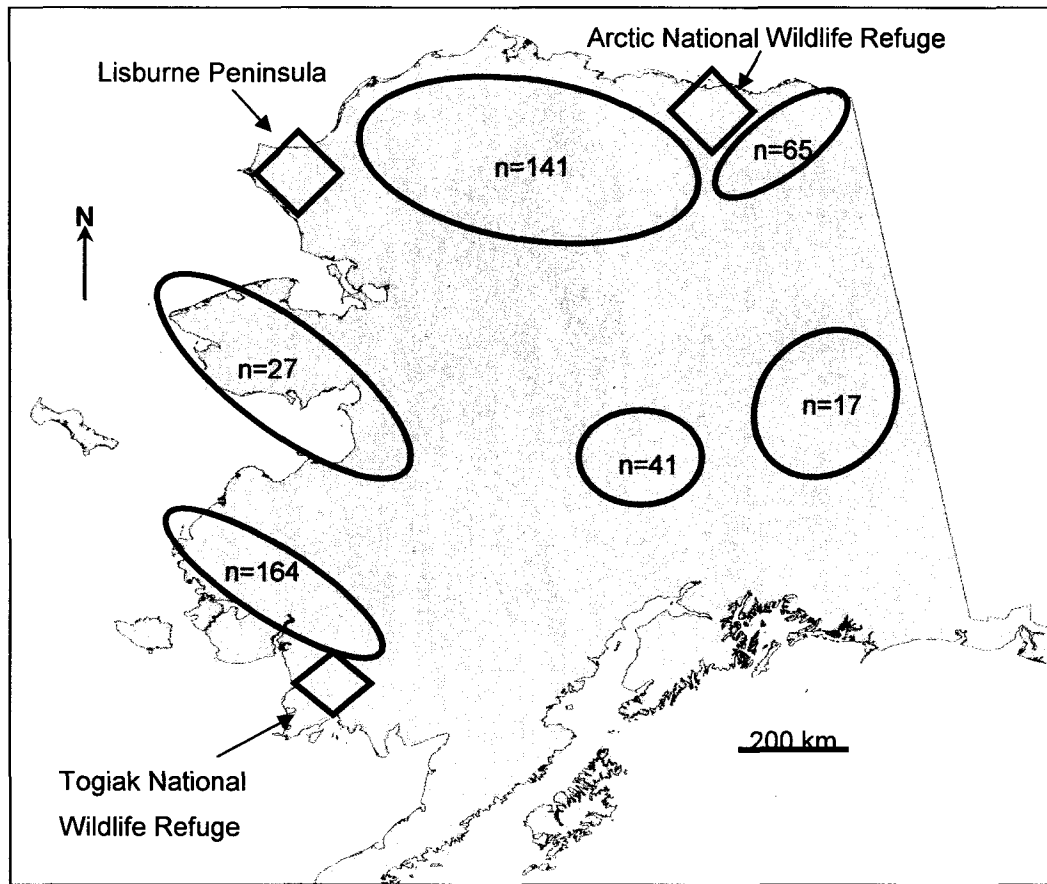 Arctic National Wildlife Refuge
Lisburne Peninsula
n=141
n=65
N
n=27
n=17
n=41
n=164
200 km
Togiak National
Wildlife Refuge